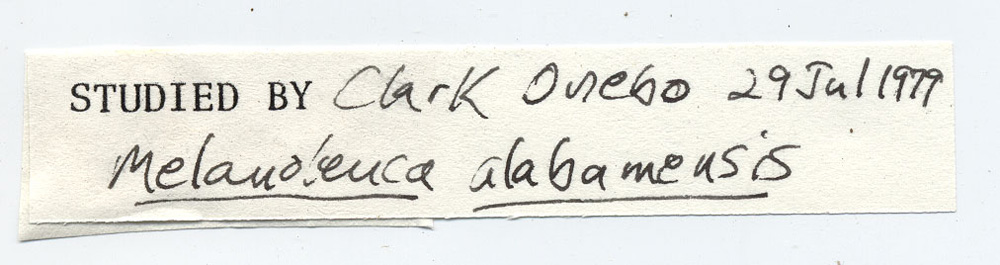 STUDIED BY Clark Ovrebo 29 Jul 1979
Melanoleuca alabamensis